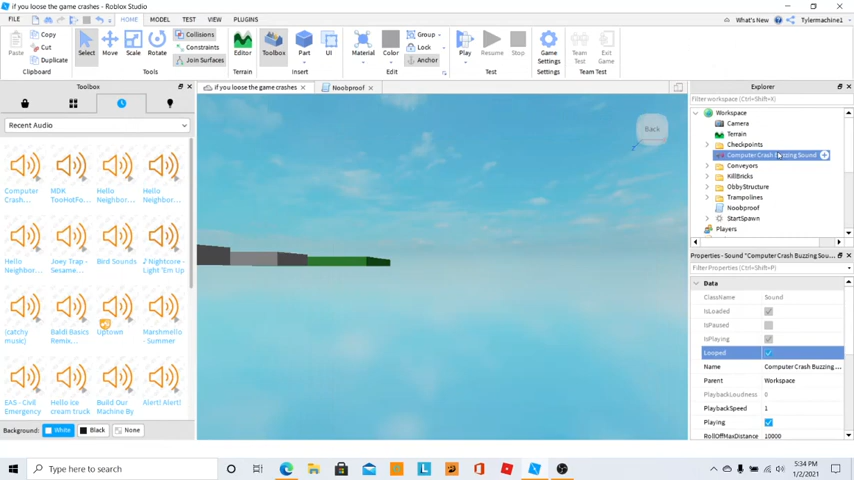 if you loose the game crashes - Roblox Studio
FILE HOME MODEL TEST VIEW PLUGINS What's New Tylermachine1
Paste Copy Cut Duplicate Clipboard
Select Move Scale Rotate Collisions Constraints Join Surfaces Tools
Editor Terrain
Toolbox Part UI Insert
Material Color Group Lock Anchor Edit
Play Resume Stop Test
Game Settings Settings
Team Test Exit Game Team Test
Toolbox
if you loose the game crashes
Noobproof
Recent Audio
Computer Crash...
MDK TooHotFo...
Hello Neighbor...
Hello Neighbor...
Hello Neighbor...
Joey Trap - Sesame...
Bird Sounds
Nightcore - Light 'Em Up
(catchy music)
Baldi Basics Remix...
Uptown
Marshmello - Summer
EAS - Civil Emergency
Hello ice cream truck
Build Our Machine By
Alert! Alert!
Background: White Black None
Back
Explorer
Filter workspace (Ctrl+Shift+X)
Workspace
Camera
Terrain
Checkpoints
Computer Crash Buzzing Sound
Conveyors
KillBricks
ObbyStructure
Trampolines
Noobproof
StartSpawn
Players
Properties - Sound "Computer Crash Buzzing Sou...
Filter Properties (Ctrl+Shift+P)
Data
ClassName Sound
IsLoaded
IsPaused
IsPlaying
Looped
Name Computer Crash Buzzing ...
Parent Workspace
PlaybackLoudness 0
PlaybackSpeed 1
Playing
RollOffMaxDistance 10000
Type here to search
5:34 PM
1/2/2021